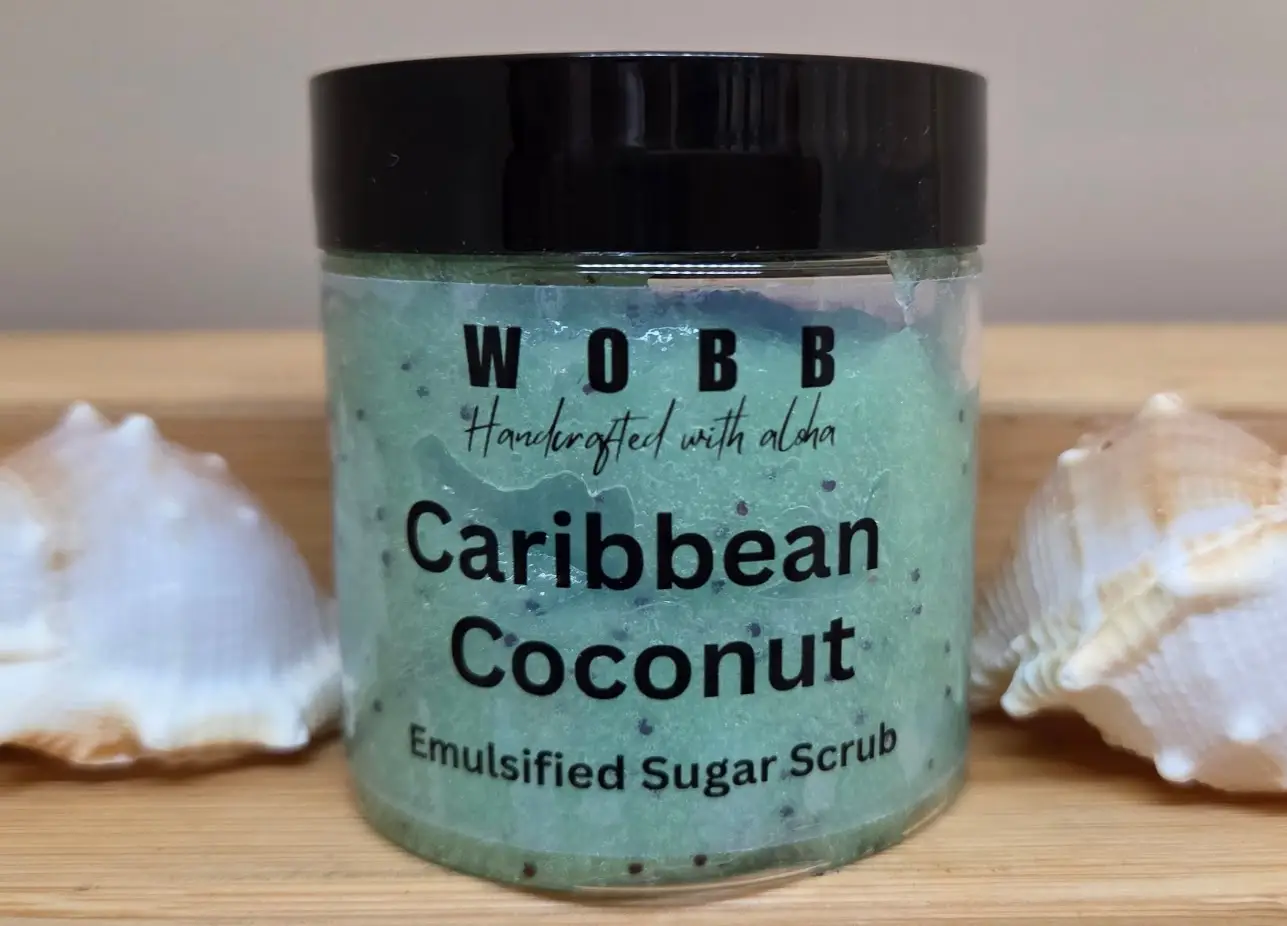 WOBB
Handcrafted with aloha
Caribbean
Coconut
Emulsified Sugar Scrub